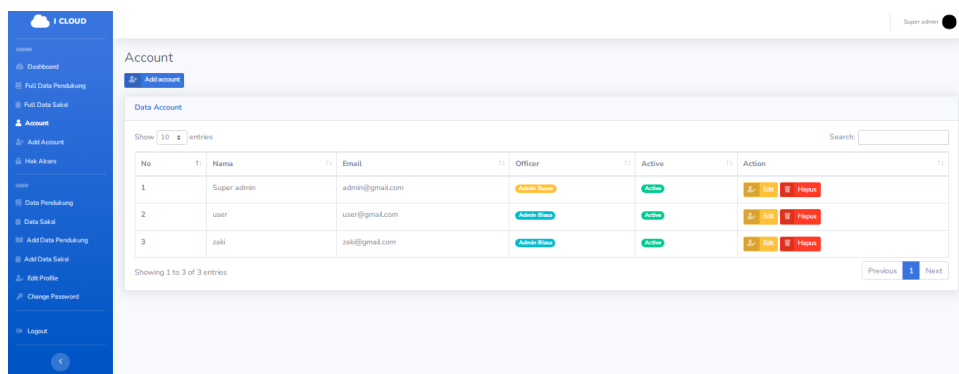 I CLOUD
Super admin
ADMIN
Dashboard
Full Data Pendukung
Full Data Saksi
Account
Add Account
Hak Akses
USER
Data Pendukung
Data Saksi
Add Data Pendukung
Add Data Saksi
Edit Profile
Change Password
Logout
Account
Add account
Data Account
Show 10 entries
Search:
No Nama Email Officer Active Action
1 Super admin admin@gmail.com Admin Super Active Edit Hapus
2 user user@gmail.com Admin Biasa Active Edit Hapus
3 zaki zaki@gmail.com Admin Biasa Active Edit Hapus
Showing 1 to 3 of 3 entries
Previous 1 Next